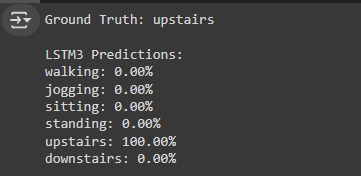 Ground Truth: upstairs
LSTM3 Predictions:
walking: 0.00%
jogging: 0.00%
sitting: 0.00%
standing: 0.00%
upstairs: 100.00%
downstairs: 0.00%